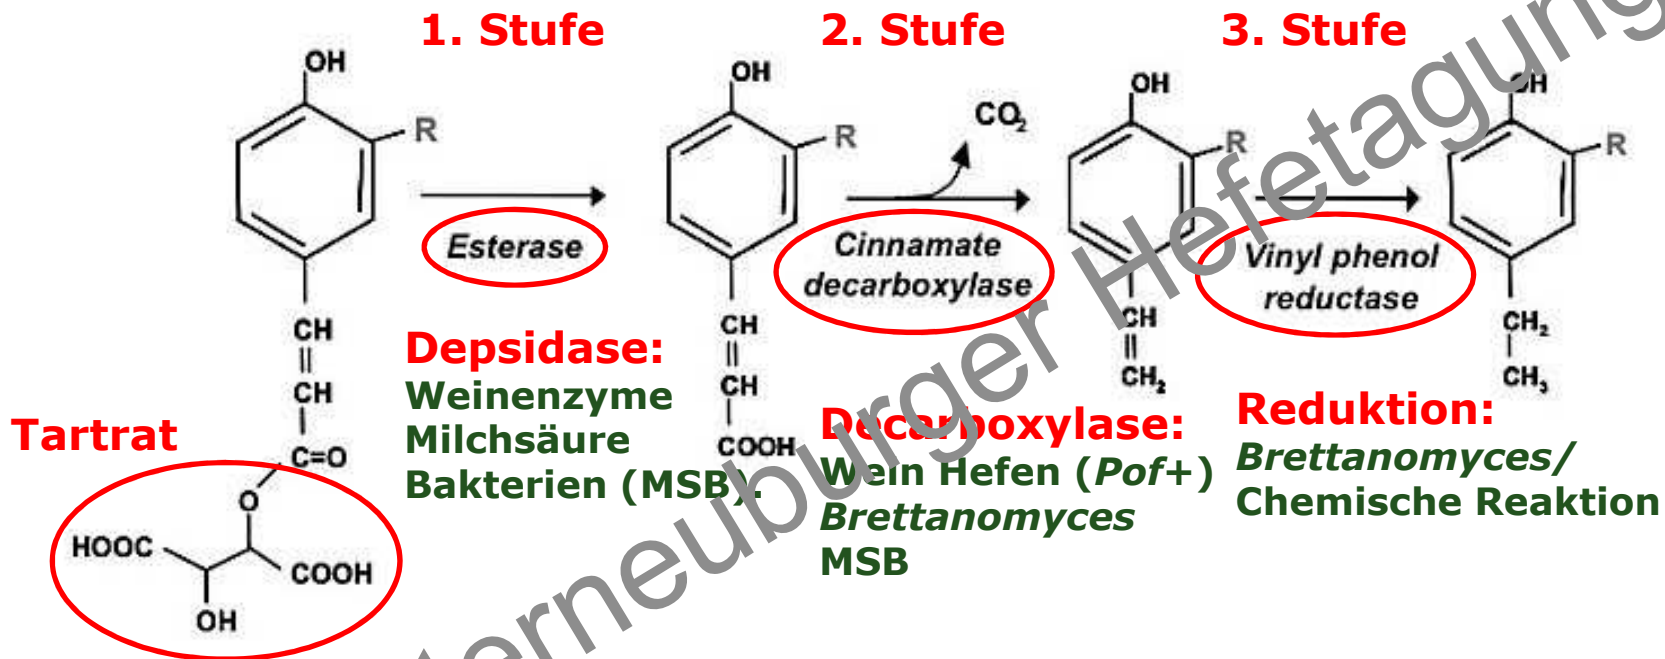 1. Stufe
2. Stufe
3. Stufe
OH
R
Esterase
CH
CH
C=O
O
HOOC
COOH
OH
Tartrat
Depsidase:
Weinenzyme
Milchsäure
Bakterien (MSB).
OH
R
CH
CH
COOH
CO₂
Cinnamate
decarboxylase
Decarboxylase:
Wein Hefen (Pof+)
Brettanomyces
MSB
OH
R
CH
CH₂
Vinyl phenol
reductase
Reduktion:
Brettanomyces/
Chemische Reaktion
OH
R
CH₂
CH₃
Hefetagung